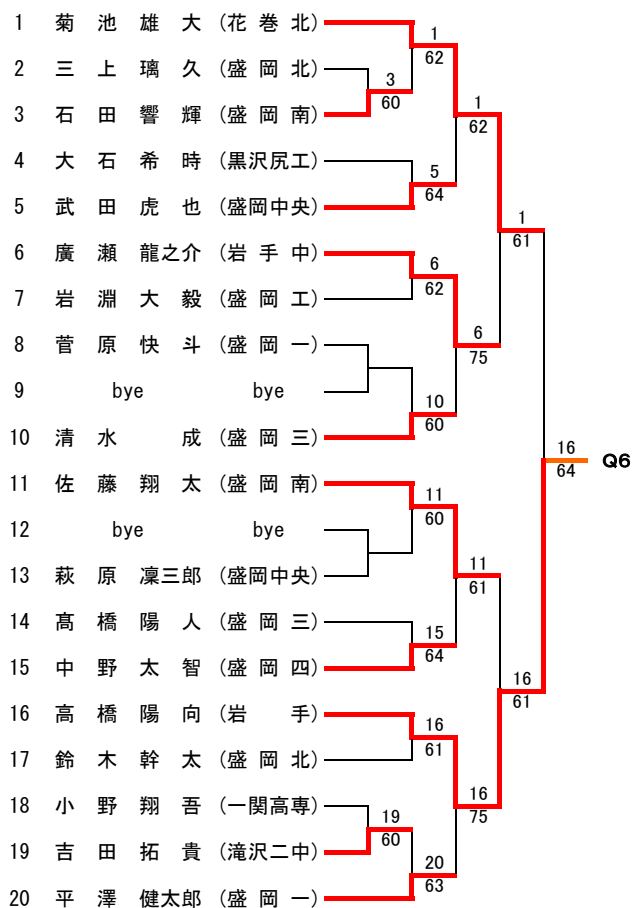 1 菊池雄大 (花巻北)
1
62
2 三上璃久 (盛岡北)
3
60
3 石田響輝 (盛岡南)
1
62
4 大石希時 (黒沢尻工)
5
64
5 武田虎也 (盛岡中央)
1
61
6 廣瀬龍之介 (岩手中)
6
62
7 岩淵大毅 (盛岡工)
6
75
8 菅原快斗 (盛岡一)
9 bye bye
10
60
10 清水成 (盛岡三)
16
64
Q6
11 佐藤翔太 (盛岡南)
11
60
12 bye bye
11
61
13 萩原凜三郎 (盛岡中央)
14 髙橋陽人 (盛岡三)
15
64
15 中野太智 (盛岡四)
16
61
16 高橋陽向 (岩手)
16
61
17 鈴木幹太 (盛岡北)
16
75
18 小野翔吾 (一関高専)
19
60
19 吉田拓貴 (滝沢二中)
20
63
20 平澤健太郎 (盛岡一)